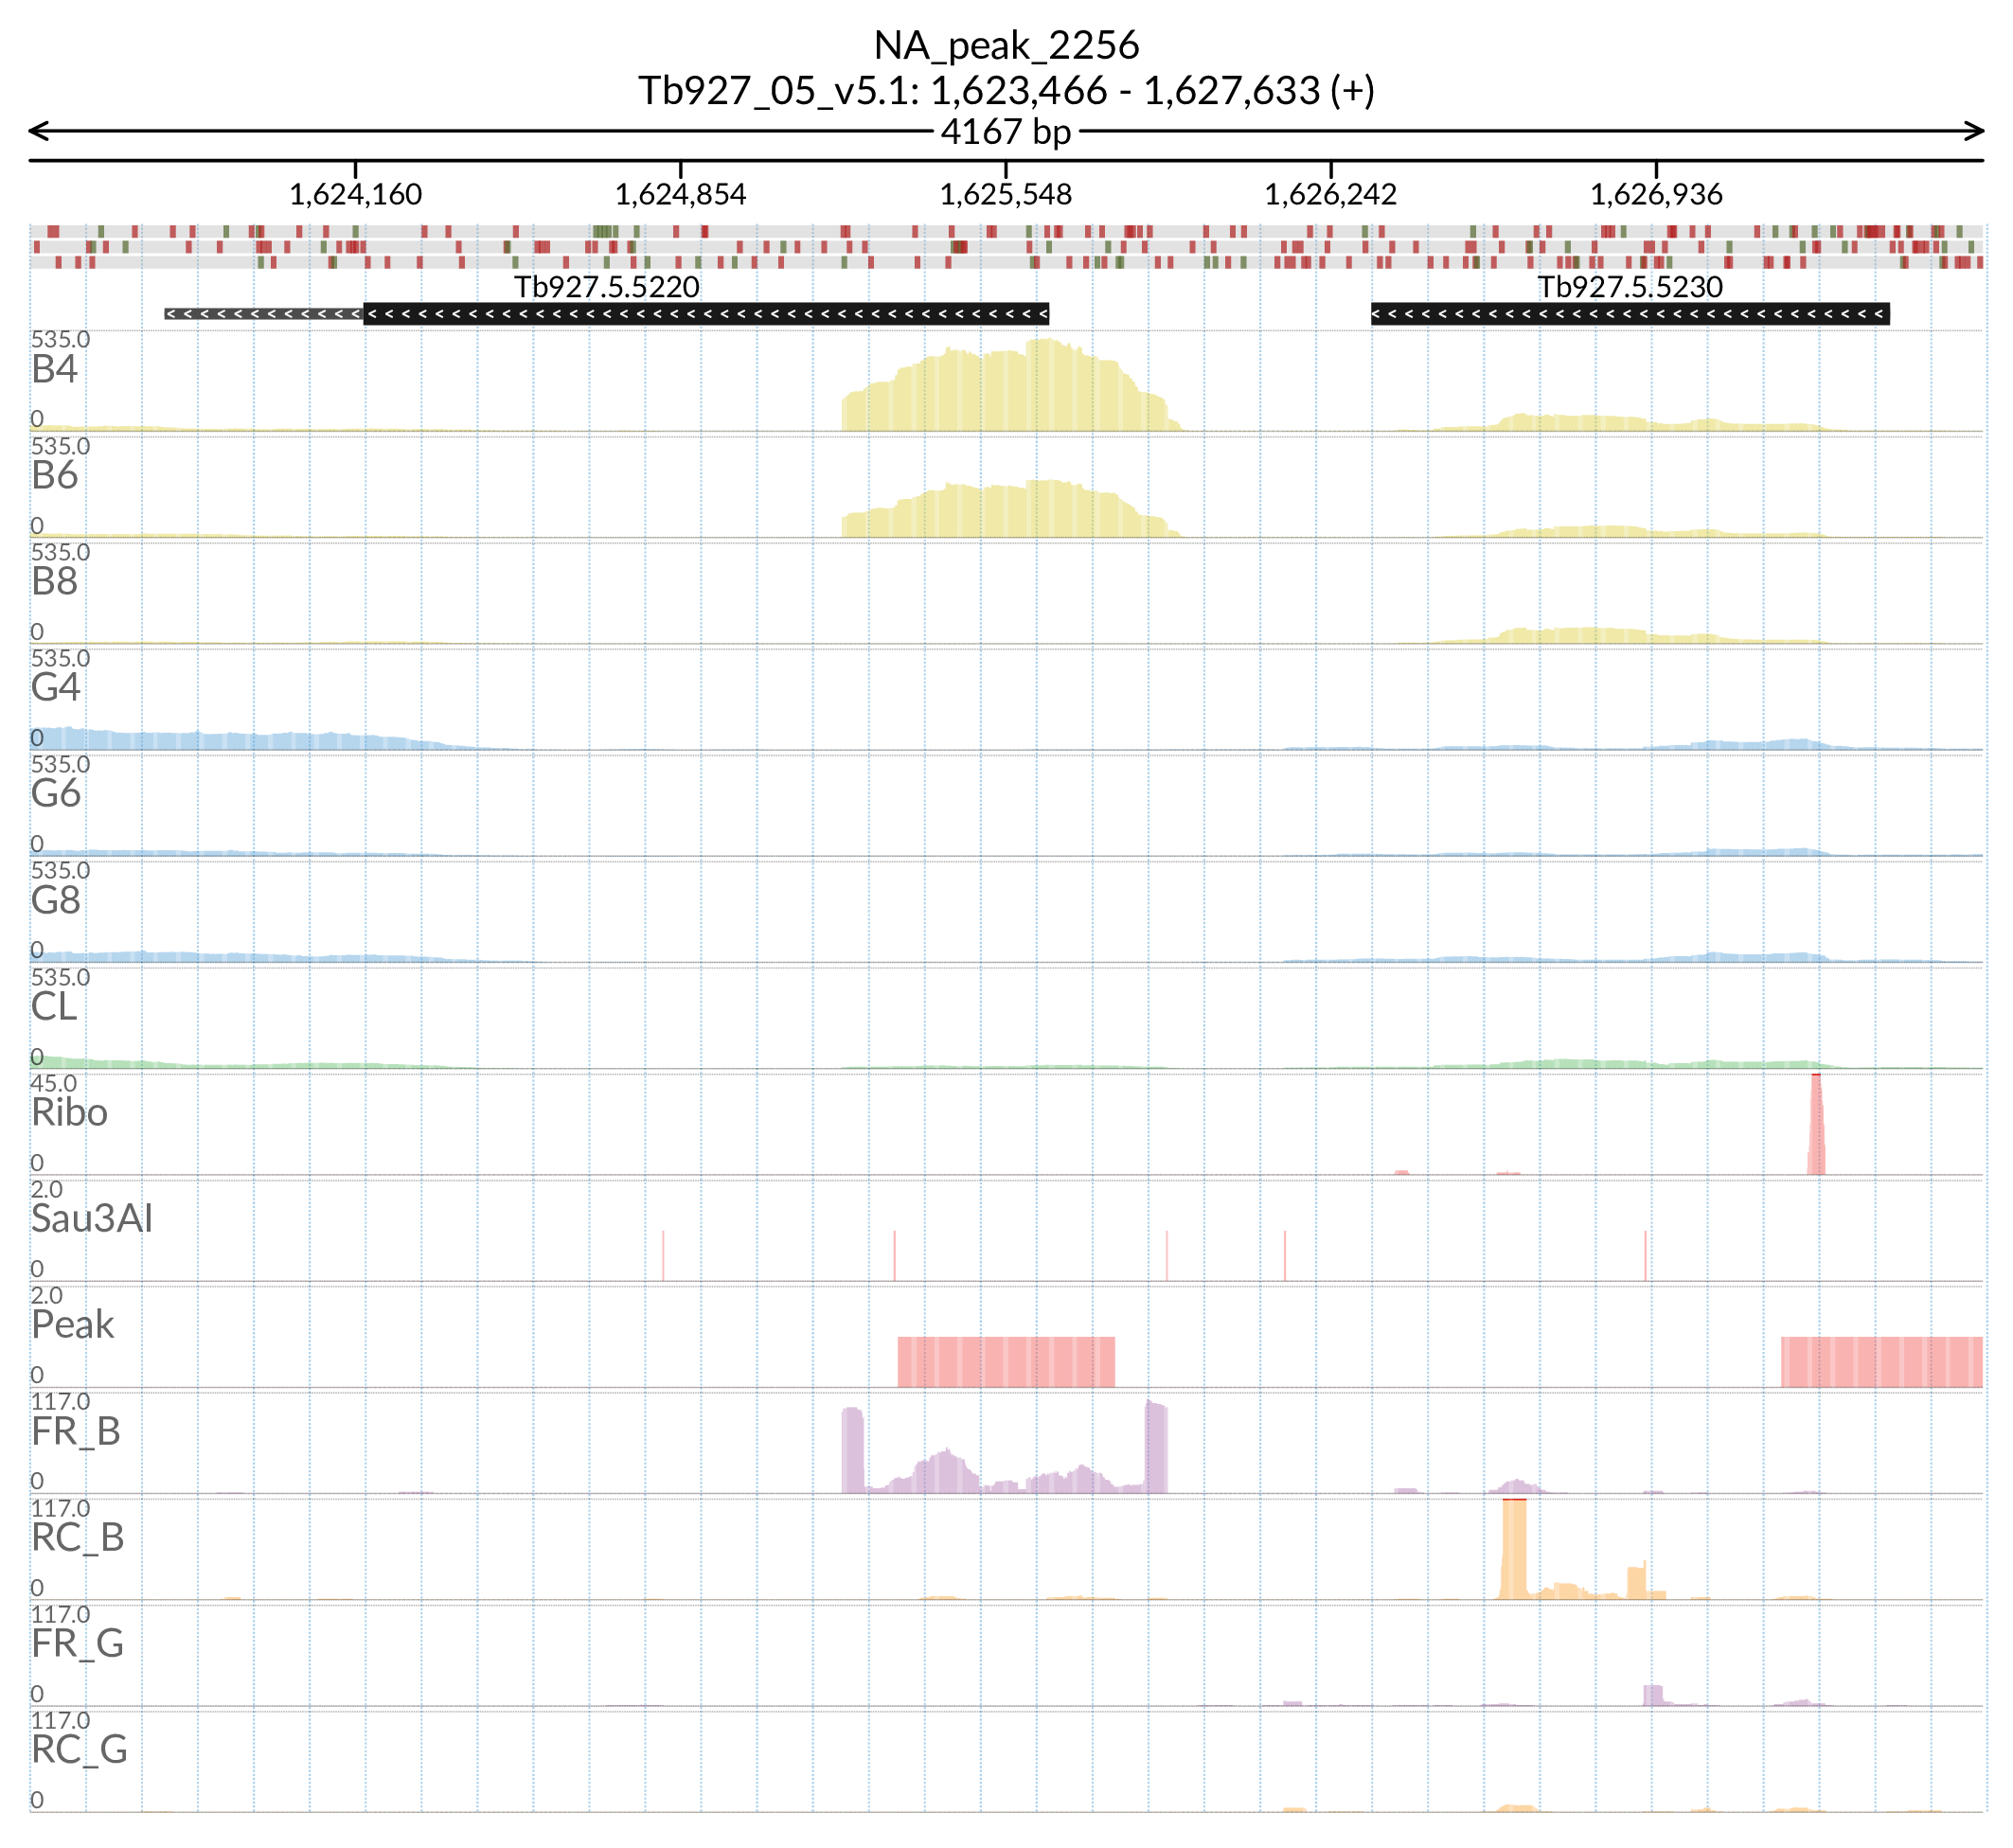 NA_peak_2256
Tb927_05_v5.1: 1,623,466 - 1,627,633 (+)
4167 bp
1,624,160 1,624,854 1,625,548 1,626,242 1,626,936
Tb927.5.5220 Tb927.5.5230
535.0
B4
0
535.0
B6
0
535.0
B8
0
535.0
G4
0
535.0
G6
0
535.0
G8
0
535.0
CL
0
45.0
Ribo
0
2.0
Sau3AI
0
2.0
Peak
0
117.0
FR_B
0
117.0
RC_B
0
117.0
FR_G
0
117.0
RC_G
0